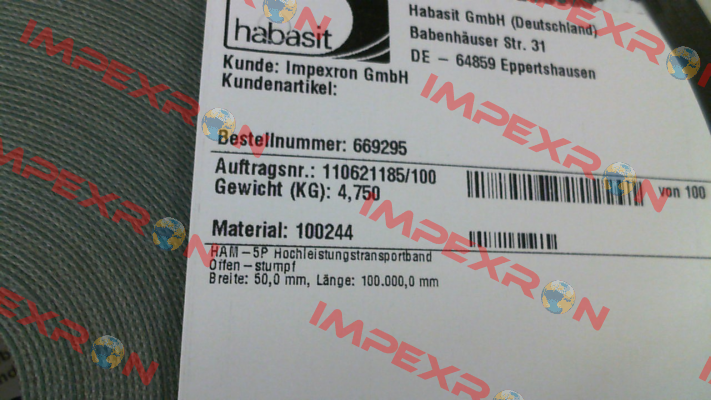 habasit
Habasit GmbH (Deutschland)
Babenhäuser Str. 31
DE - 64859 Eppertshausen
Kunde: Impexron GmbH
Kundenartikel:
Bestellnummer: 669295
Auftragsnr.: 110621185/100
von 100
Gewicht (KG): 4,750
Material: 100244
HAM-5P Hochleistungstransportband
Offen-stumpf
Breite: 50,0 mm, Länge: 100.000,0 mm
IMPEXRON
IMPEXRON
IMPEXRON
IMPEXRON
IMPEXRON
IMPEXRON